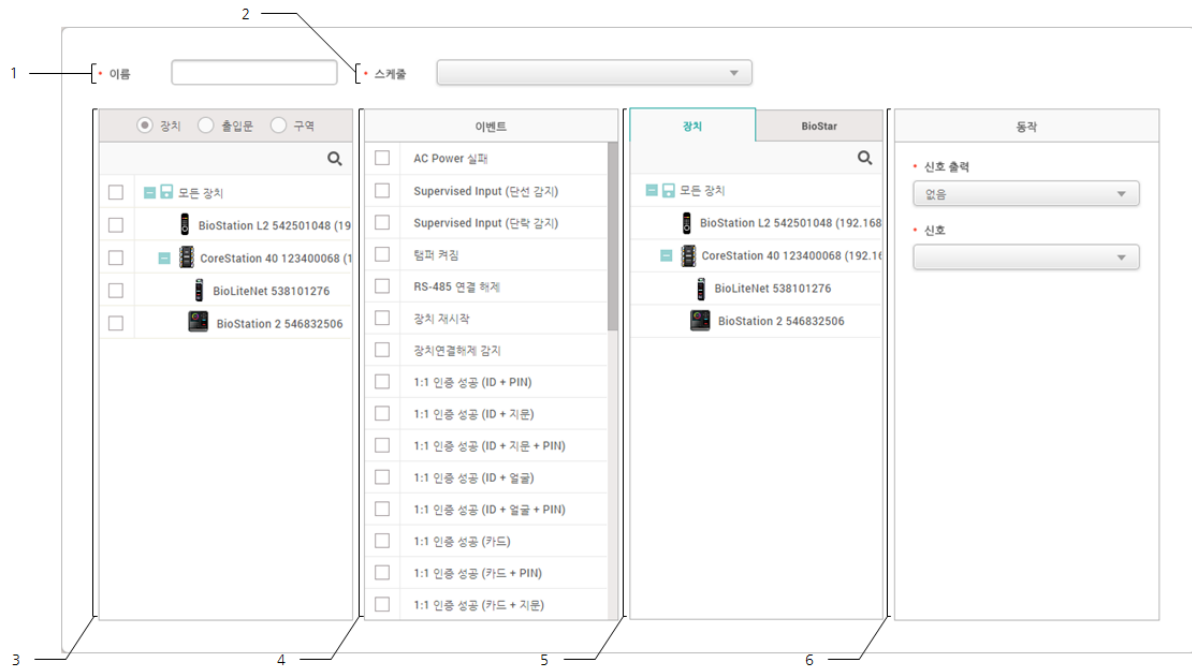 2
1
* 이름
* 스케줄
장치 출입문 구역
모든 장치
BioStation L2 542501048 (19
CoreStation 40 123400068 (1
BioLiteNet 538101276
BioStation 2 546832506
이벤트
AC Power 실패
Supervised Input (단선 감지)
Supervised Input (단락 감지)
탬퍼 켜짐
RS-485 연결 해제
장치 재시작
장치연결해제 감지
1:1 인증 성공 (ID + PIN)
1:1 인증 성공 (ID + 지문)
1:1 인증 성공 (ID + 지문 + PIN)
1:1 인증 성공 (ID + 얼굴)
1:1 인증 성공 (ID + 얼굴 + PIN)
1:1 인증 성공 (카드)
1:1 인증 성공 (카드 + PIN)
1:1 인증 성공 (카드 + 지문)
장치 BioStar
모든 장치
BioStation L2 542501048 (192.168
CoreStation 40 123400068 (192.16
BioLiteNet 538101276
BioStation 2 546832506
동작
* 신호 출력
없음
* 신호
3
4
5
6